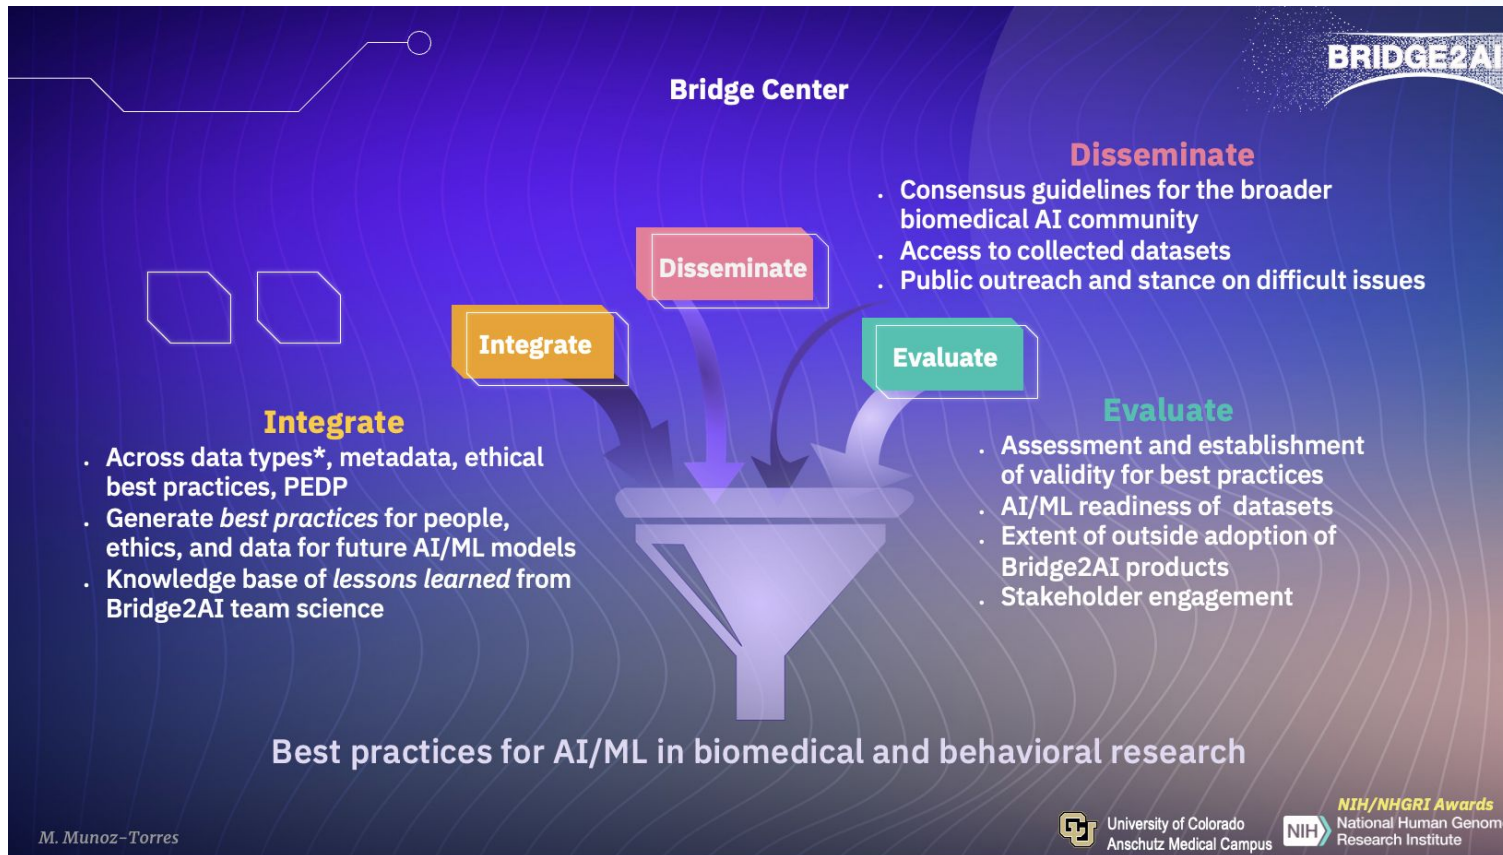 BRIDGE2AI
Bridge Center
Disseminate
. Consensus guidelines for the broader
biomedical AI community
. Access to collected datasets
. Public outreach and stance on difficult issues
Disseminate
Integrate
Evaluate
Integrate
. Across data types*, metadata, ethical
best practices, PEDP
. Generate best practices for people,
ethics, and data for future AI/ML models
. Knowledge base of lessons learned from
Bridge2AI team science
Evaluate
. Assessment and establishment
of validity for best practices
. AI/ML readiness of datasets
. Extent of outside adoption of
Bridge2AI products
. Stakeholder engagement
Best practices for AI/ML in biomedical and behavioral research
M. Munoz-Torres
CU
University of Colorado
Anschutz Medical Campus
NIH
NIH/NHGRI Awards
National Human Genom
Research Institute